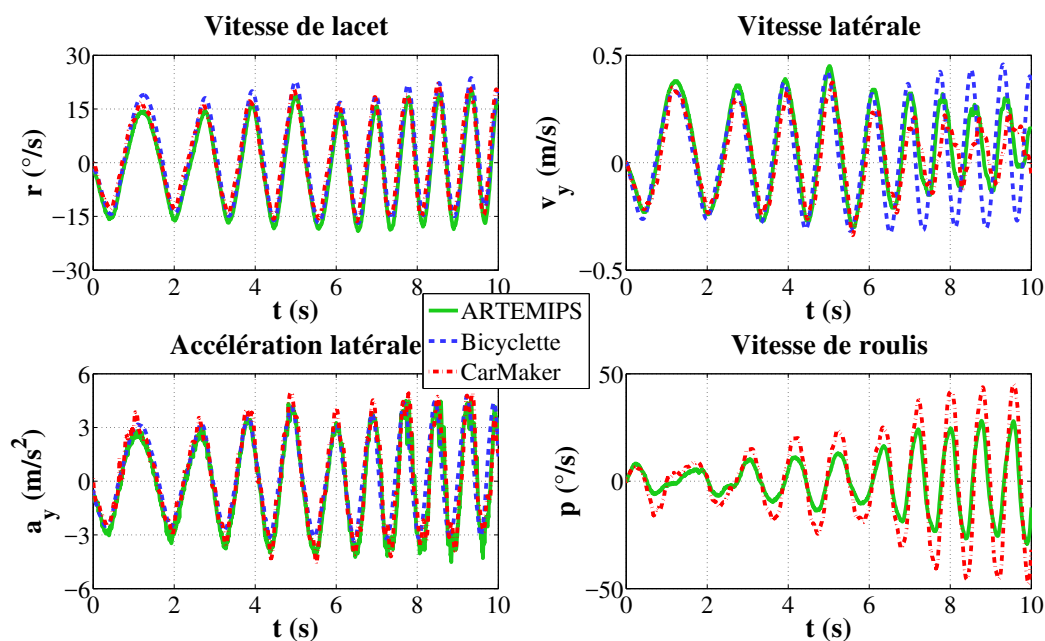 Vitesse de lacet
30
15
0
−15
−30
r (°/s)
0 2 4 6 8 10
t (s)
Vitesse latérale
0.5
0
−0.5
v_y (m/s)
0 2 4 6 8 10
t (s)
ARTEMIPS
Bicyclette
CarMaker
Accélération latérale
6
3
0
−3
−6
a_y (m/s²)
0 2 4 6 8 10
t (s)
Vitesse de roulis
50
0
−50
p (°/s)
0 2 4 6 8 10
t (s)